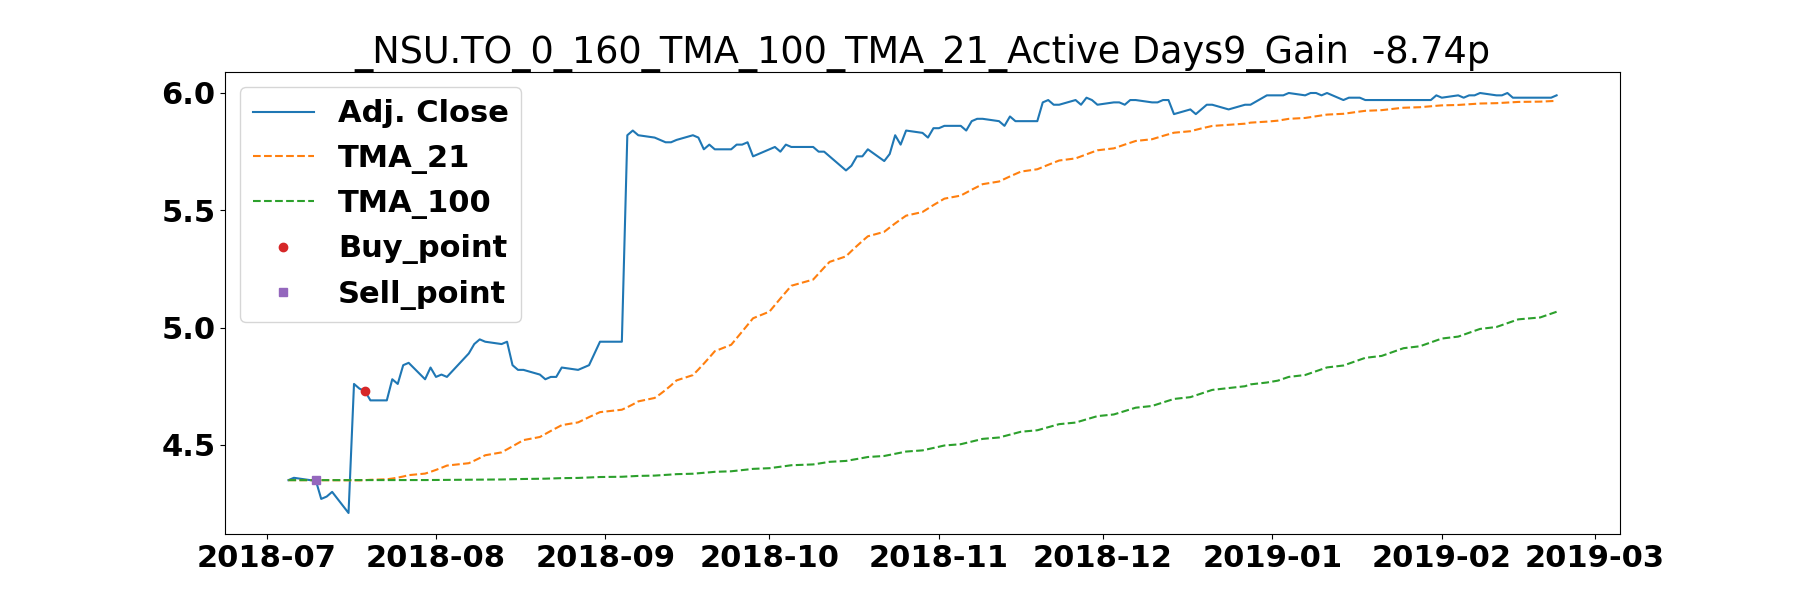 _NSU.TO_0_160_TMA_100_TMA_21_Active Days9_Gain  -8.74p
6.0
5.5
5.0
4.5
Adj. Close
TMA_21
TMA_100
Buy_point
Sell_point
2018-07 2018-08 2018-09 2018-10 2018-11 2018-12 2019-01 2019-02 2019-03